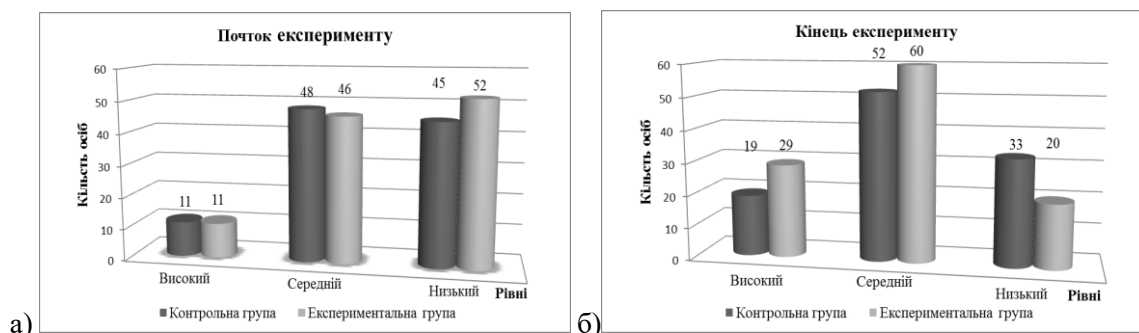 Почток експерименту
Кількть осіб
60
50
40
30
20
10
0
11
11
48
46
45
52
Високий
Середній
Низький
Рівні
Контрольна група
Експериментальна група
а)
Кінець експерименту
Кількть осіб
60
50
40
30
20
10
0
19
29
52
60
33
20
Високий
Середній
Низький
Рівні
Контрольна група
Експериментальна група
б)